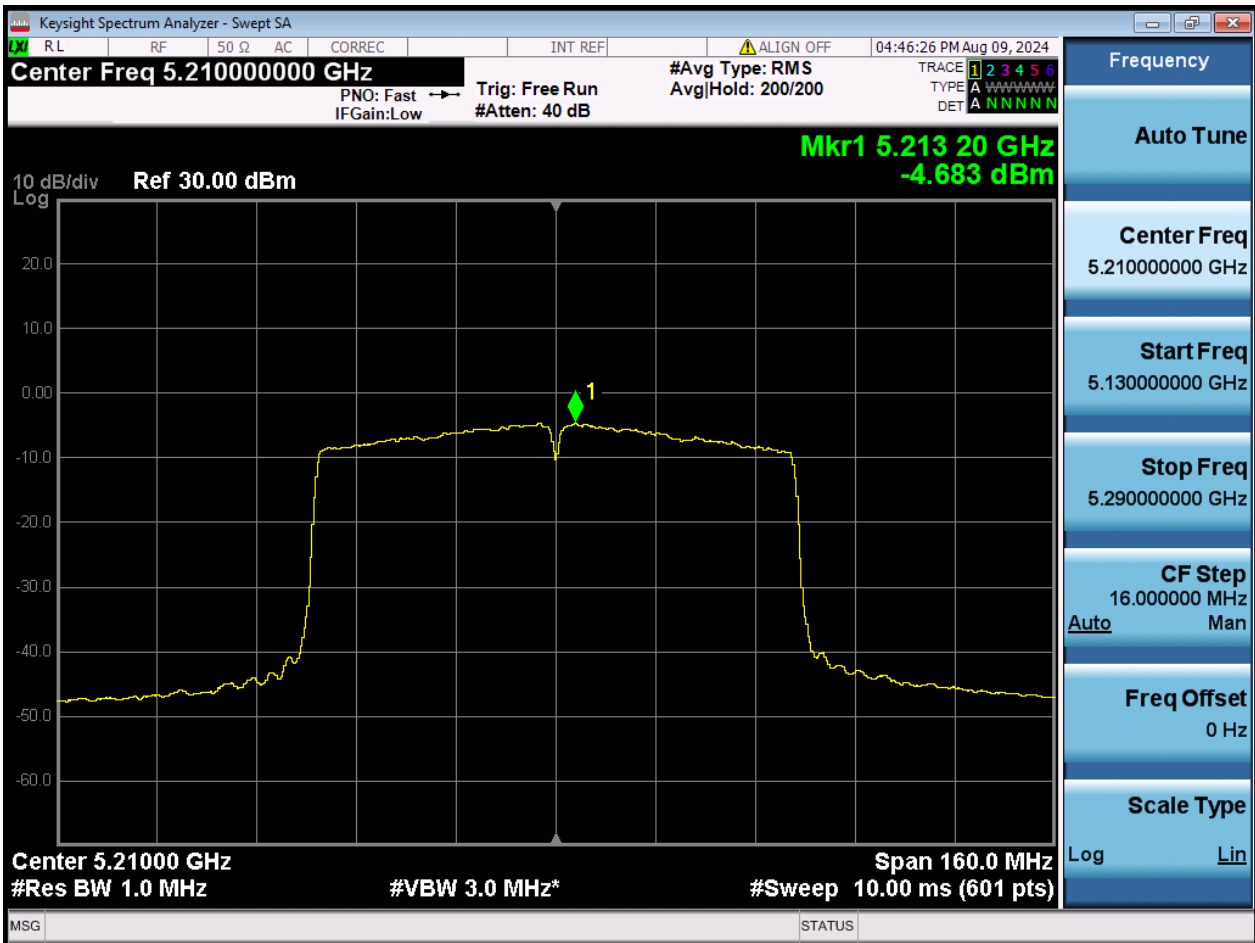 Keysight Spectrum Analyzer - Swept SA
LXI RL RF 50 Ω AC CORREC INT REF ALIGN OFF 04:46:26 PM Aug 09, 2024
Center Freq 5.210000000 GHz
PNO: Fast
IFGain:Low
Trig: Free Run
#Atten: 40 dB
#Avg Type: RMS
Avg|Hold: 200/200
TRACE 1 2 3 4 5 6
TYPE A WWWWW
DET A N N N N N
Mkr1 5.213 20 GHz
-4.683 dBm
10 dB/div Ref 30.00 dBm
Log
20.0
10.0
0.00
-10.0
-20.0
-30.0
-40.0
-50.0
-60.0
1
Center 5.21000 GHz
Span 160.0 MHz
#Res BW 1.0 MHz
#VBW 3.0 MHz*
#Sweep 10.00 ms (601 pts)
MSG
STATUS
Frequency
Auto Tune
Center Freq
5.210000000 GHz
Start Freq
5.130000000 GHz
Stop Freq
5.290000000 GHz
CF Step
16.000000 MHz
Auto Man
Freq Offset
0 Hz
Scale Type
Log Lin